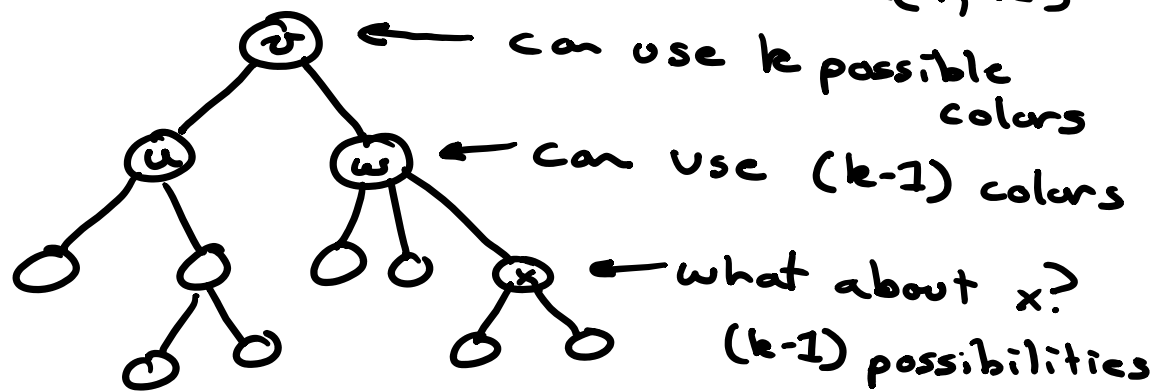 v
can use k possible
colors
u
w
can use (k-1) colors
x
what about x?
(k-1) possibilities